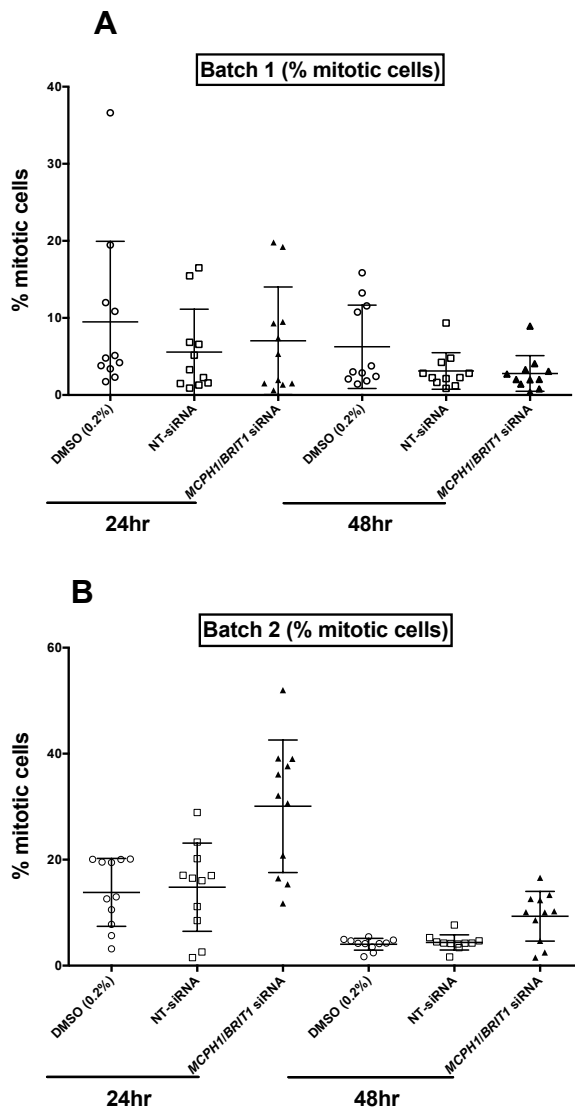 A
Batch 1 (% mitotic cells)
% mitotic cells
40
30
20
10
0
DMSO (0.2%)
NT-siRNA
MCPH1/BRIT1 siRNA
DMSO (0.2%)
NT-siRNA
MCPH1/BRIT1 siRNA
24hr
48hr
B
Batch 2 (% mitotic cells)
% mitotic cells
60
40
20
0
DMSO (0.2%)
NT-siRNA
MCPH1/BRIT1 siRNA
DMSO (0.2%)
NT-siRNA
MCPH1/BRIT1 siRNA
24hr
48hr